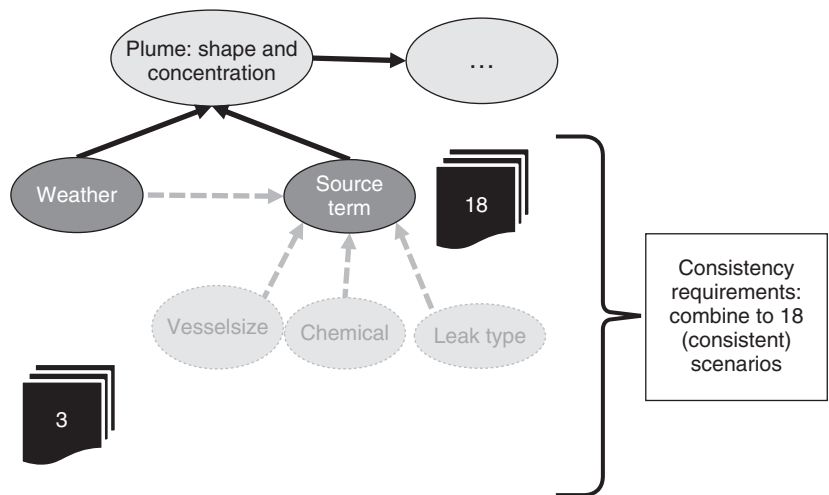 Plume: shape and
concentration
...
Weather
Source
term
18
Vesselsize
Chemical
Leak type
Consistency
requirements:
combine to 18
(consistent)
scenarios
3